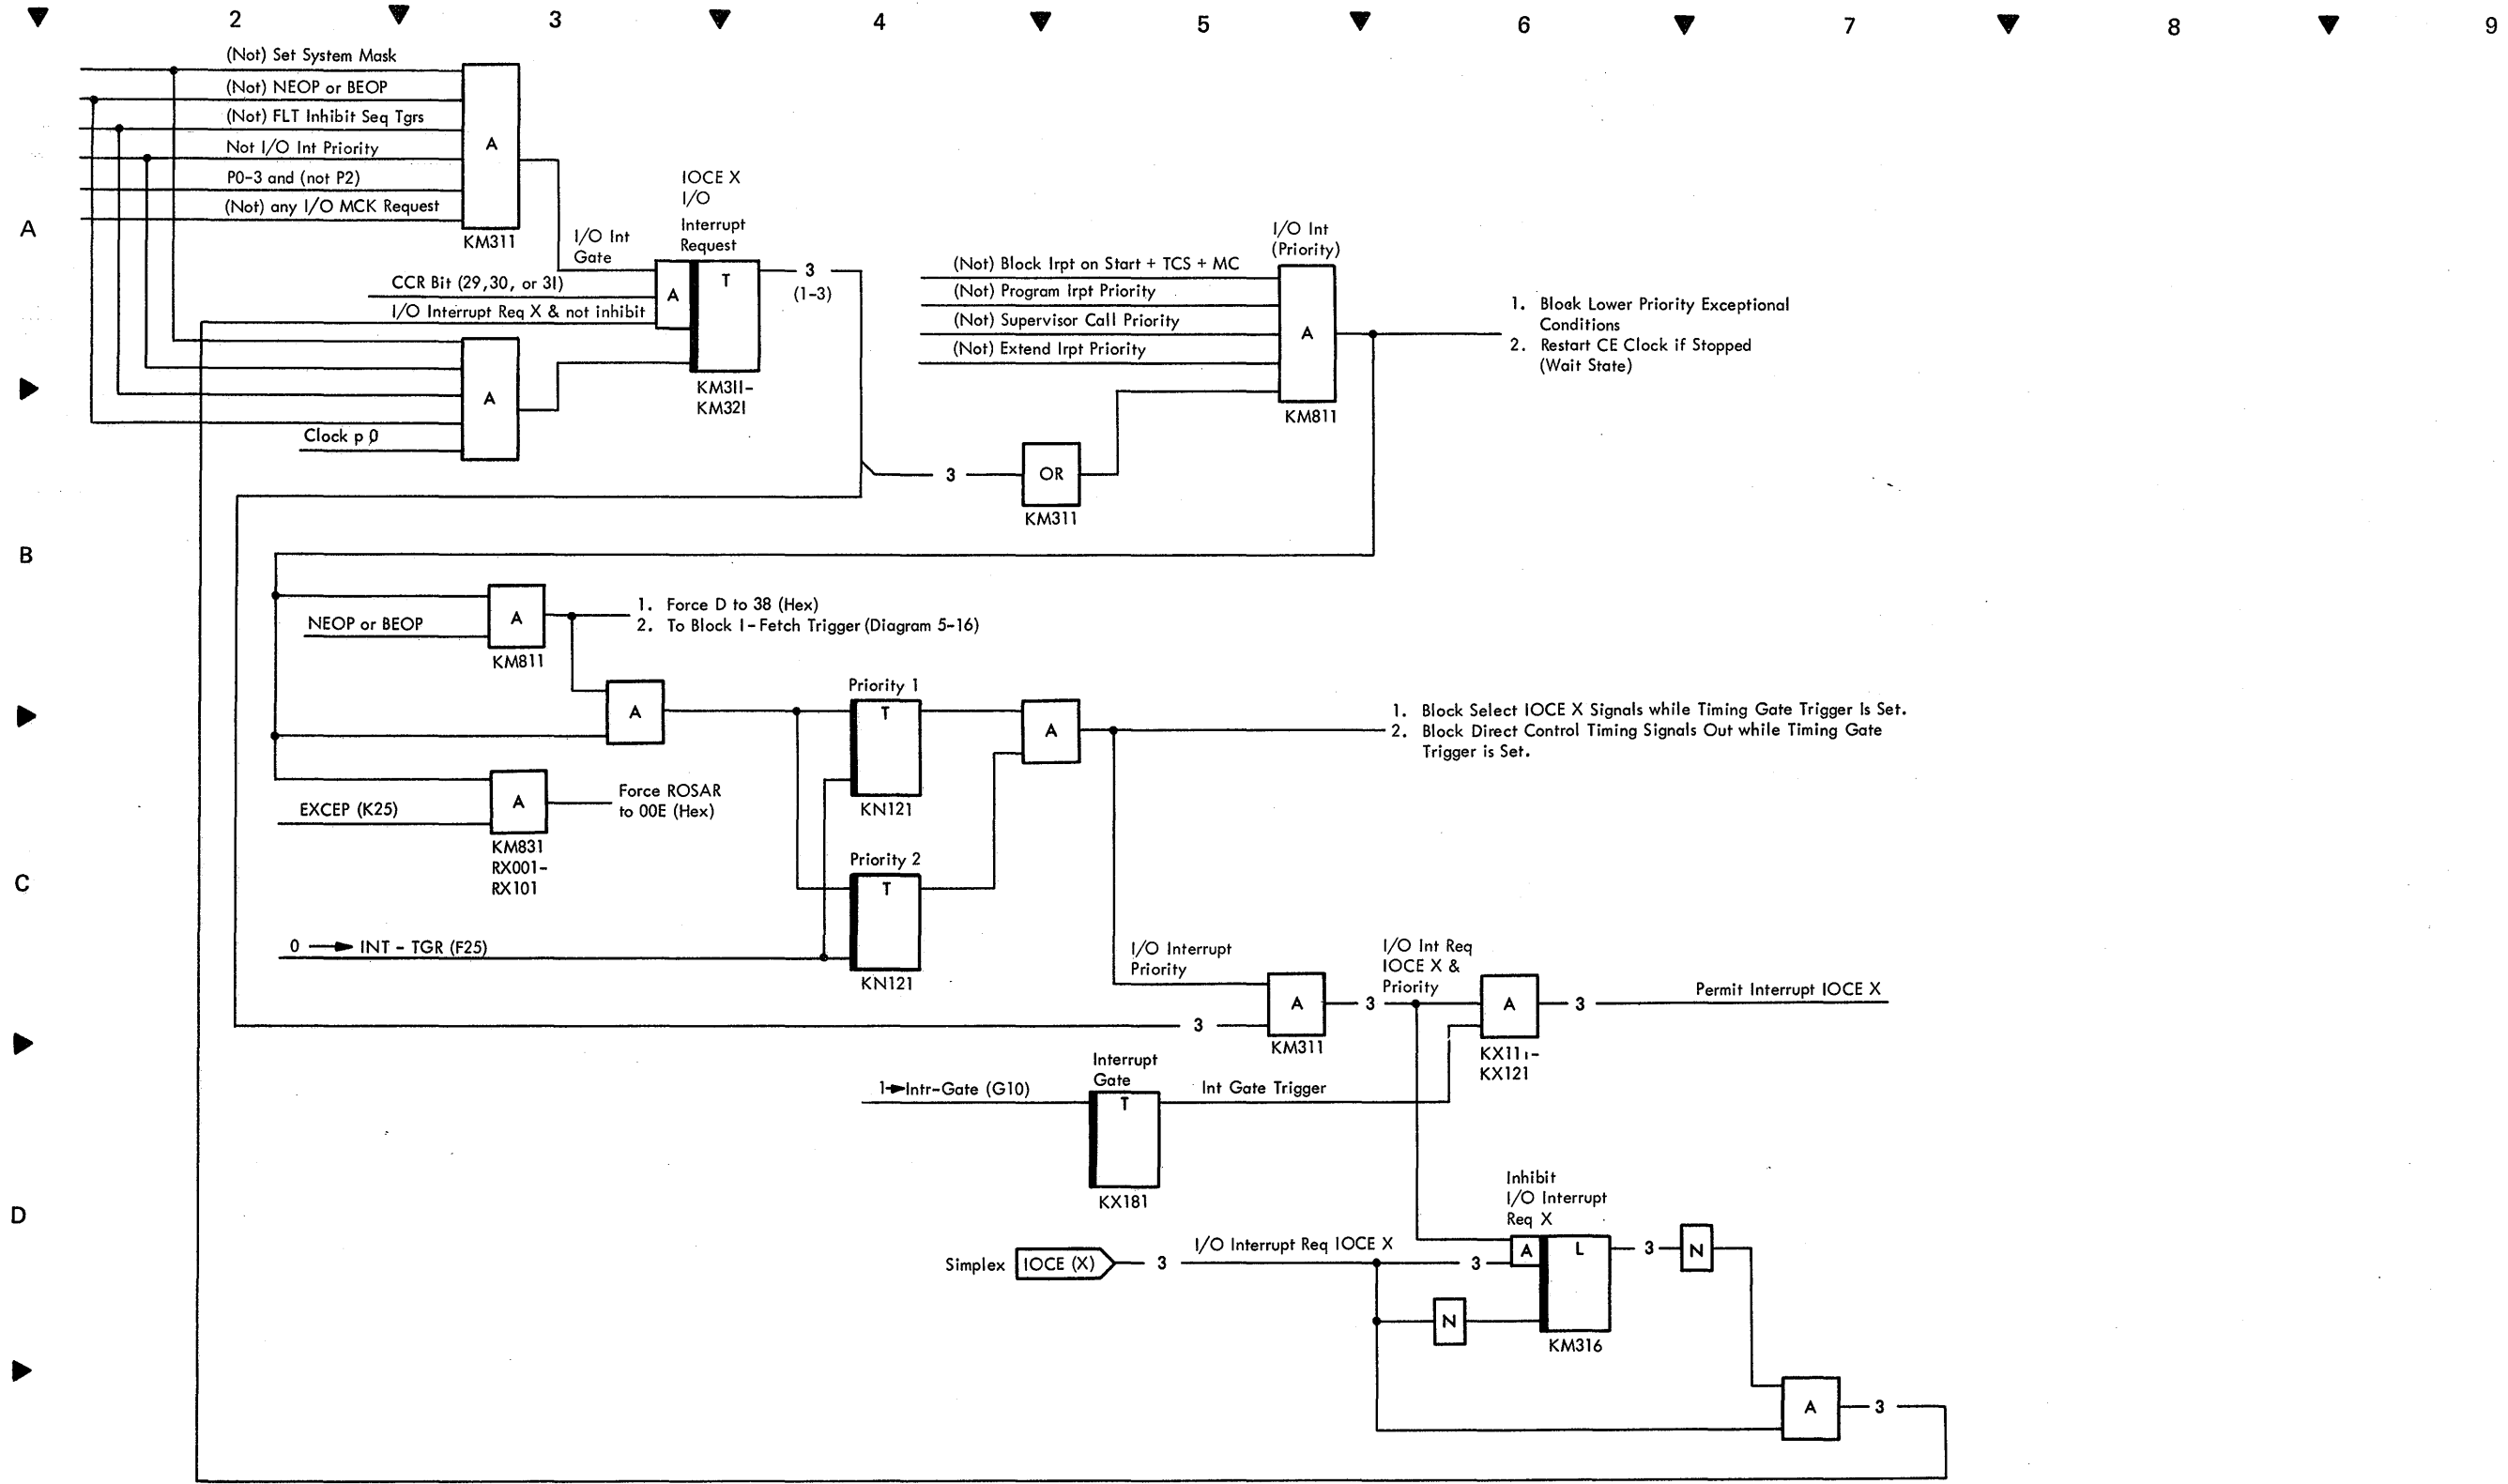 2 3 4 5 6 7 8 9
(Not) Set System Mask
(Not) NEOP or BEOP
(Not) FLT Inhibit Seq Tgrs
Not I/O Int Priority
P0-3 and (not P2)
(Not) any I/O MCK Request
A
KM311
A
I/O Int
Gate
CCR Bit (29,30, or 31)
I/O Interrupt Req X & not inhibit
IOCE X
I/O
Interrupt
Request
A
T
KM311-
KM321
3
(1-3)
A
Clock p 0
(Not) Block Irpt on Start + TCS + MC
(Not) Program Irpt Priority
(Not) Supervisor Call Priority
(Not) Extend Irpt Priority
I/O Int
(Priority)
A
KM811
1. Block Lower Priority Exceptional
Conditions
2. Restart CE Clock if Stopped
(Wait State)
3
OR
KM311
B
NEOP or BEOP
A
KM811
1. Force D to 38 (Hex)
2. To Block I-Fetch Trigger (Diagram 5-16)
A
Priority 1
T
KN121
A
1. Block Select IOCE X Signals while Timing Gate Trigger Is Set.
2. Block Direct Control Timing Signals Out while Timing Gate
Trigger is Set.
EXCEP (K25)
A
KM831
RX001-
RX101
Force ROSAR
to 00E (Hex)
C
Priority 2
T
KN121
0 → INT - TGR (F25)
I/O Interrupt
Priority
3
A
KM311
3
I/O Int Req
IOCE X &
Priority
A
KX111-
KX121
3
Permit Interrupt IOCE X
1→Intr-Gate (G10)
Interrupt
Gate
T
KX181
Int Gate Trigger
D
Simplex
IOCE (X)
3
I/O Interrupt Req IOCE X
3
Inhibit
I/O Interrupt
Req X
A
L
KM316
3
N
N
A
3